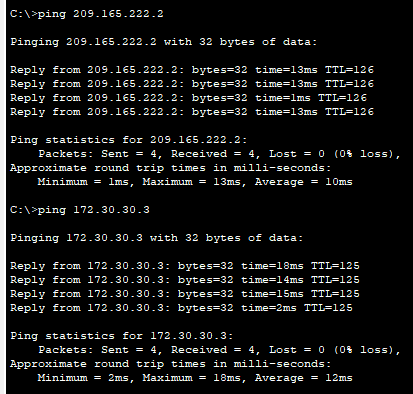 C:\>ping 209.165.222.2
Pinging 209.165.222.2 with 32 bytes of data:
Reply from 209.165.222.2: bytes=32 time=13ms TTL=126
Reply from 209.165.222.2: bytes=32 time=13ms TTL=126
Reply from 209.165.222.2: bytes=32 time=1ms TTL=126
Reply from 209.165.222.2: bytes=32 time=13ms TTL=126
Ping statistics for 209.165.222.2:
Packets: Sent = 4, Received = 4, Lost = 0 (0% loss),
Approximate round trip times in milli-seconds:
Minimum = 1ms, Maximum = 13ms, Average = 10ms
C:\>ping 172.30.30.3
Pinging 172.30.30.3 with 32 bytes of data:
Reply from 172.30.30.3: bytes=32 time=18ms TTL=125
Reply from 172.30.30.3: bytes=32 time=14ms TTL=125
Reply from 172.30.30.3: bytes=32 time=15ms TTL=125
Reply from 172.30.30.3: bytes=32 time=2ms TTL=125
Ping statistics for 172.30.30.3:
Packets: Sent = 4, Received = 4, Lost = 0 (0% loss),
Approximate round trip times in milli-seconds:
Minimum = 2ms, Maximum = 18ms, Average = 12ms